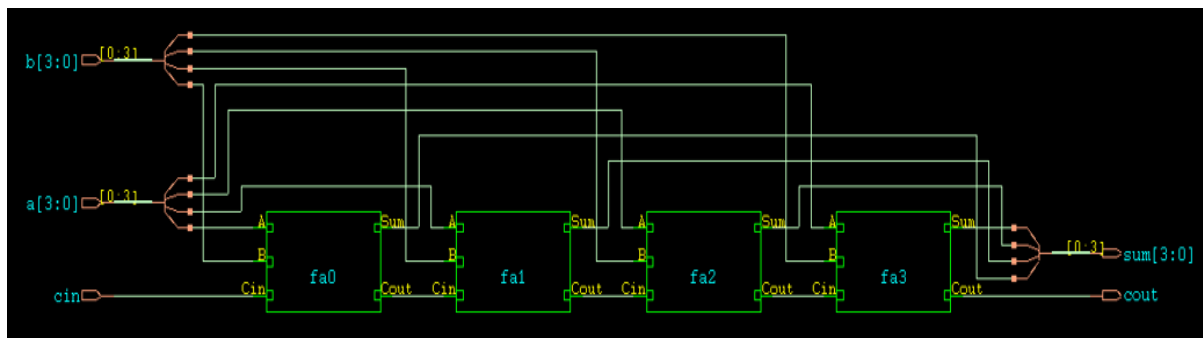 b[3:0] [0:3]
a[3:0] [0:3]
A Sum A Sum A Sum A Sum
B B B B
[0:3] sum[3:0]
fa0 fa1 fa2 fa3
cin Cin Cout Cin Cout Cin Cout Cin Cout cout